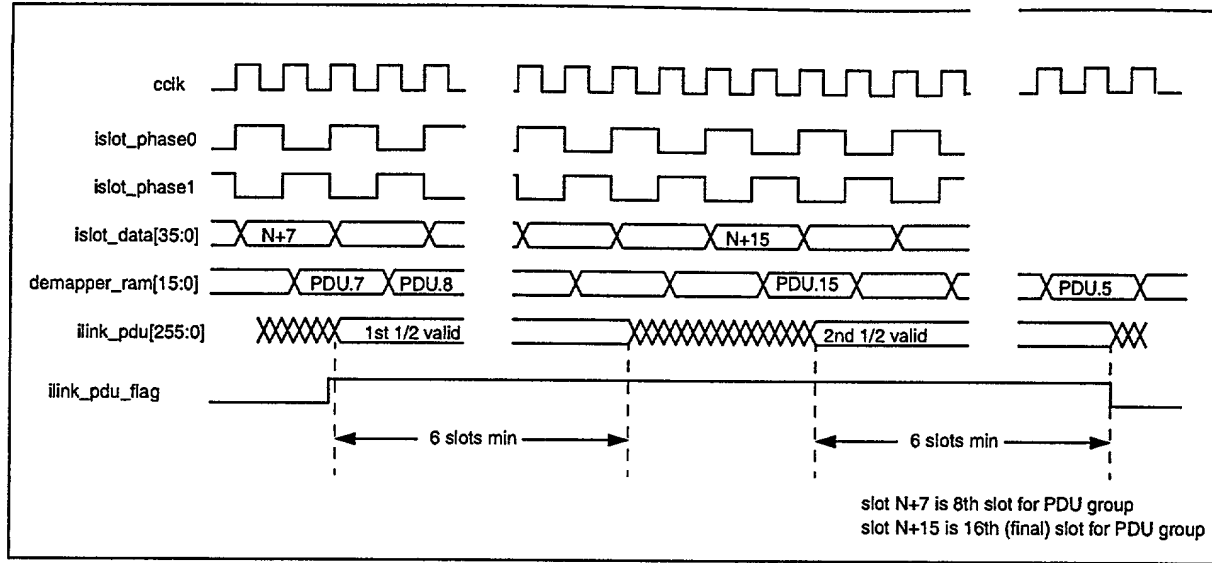 cclk
islot_phase0
islot_phase1
islot_data[35:0]
N+7
N+15
demapper_ram[15:0]
PDU.7
PDU.8
PDU.15
PDU.5
ilink_pdu[255:0]
1st 1/2 valid
2nd 1/2 valid
ilink_pdu_flag
6 slots min
6 slots min
slot N+7 is 8th slot for PDU group
slot N+15 is 16th (final) slot for PDU group